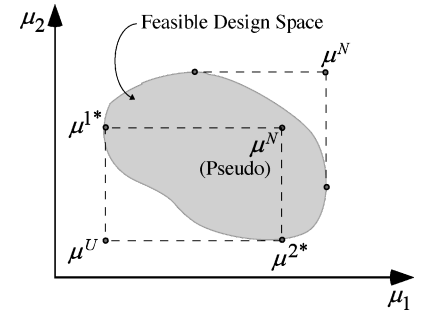 μ₂
Feasible Design Space
μᴺ
μ¹*
μᴺ
(Pseudo)
μᵁ
μ²*
μ₁